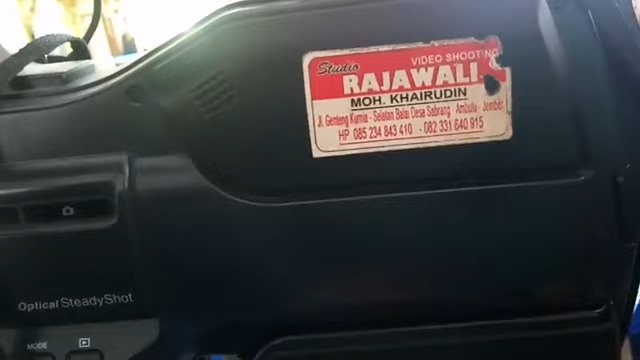 Studio
VIDEO SHOOTING
RAJAWALI
MOH. KHAIRUDIN
Jl. Genteng Kurnia - Selatan Balai Desa Sabrang - Ambulu - Jember
HP. 085 234 843 410 - 082 331 640 915
Optical SteadyShot
MODE